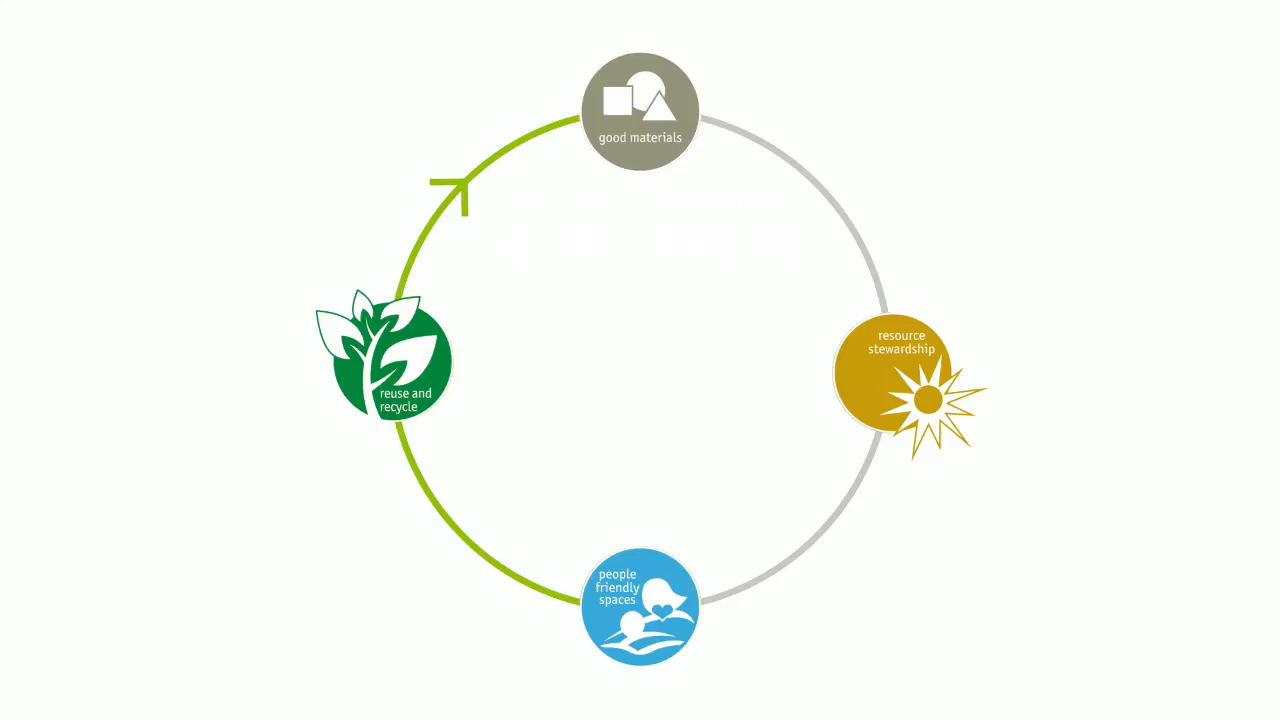 good materials
resource
stewardship
people
friendly
spaces
reuse and
recycle